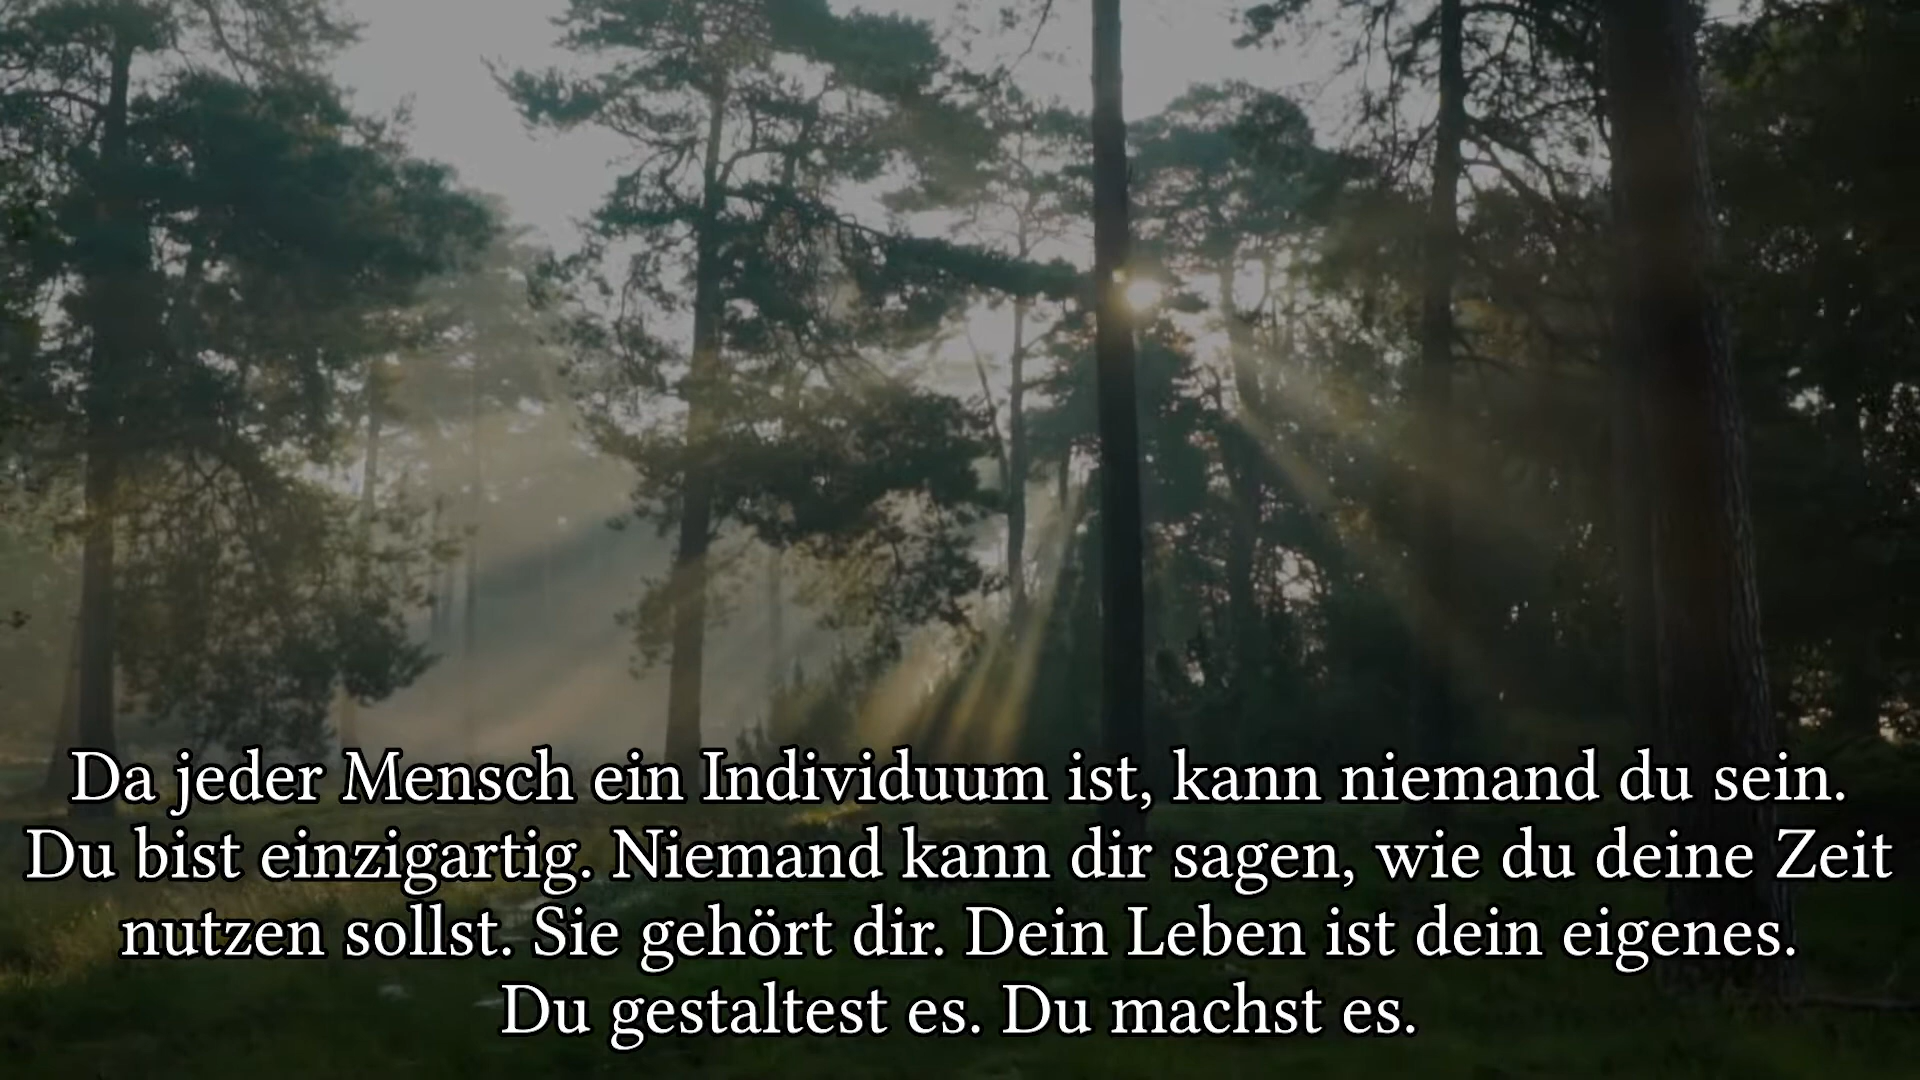 Da jeder Mensch ein Individuum ist, kann niemand du sein.
Du bist einzigartig. Niemand kann dir sagen, wie du deine Zeit
nutzen sollst. Sie gehört dir. Dein Leben ist dein eigenes.
Du gestaltest es. Du machst es.